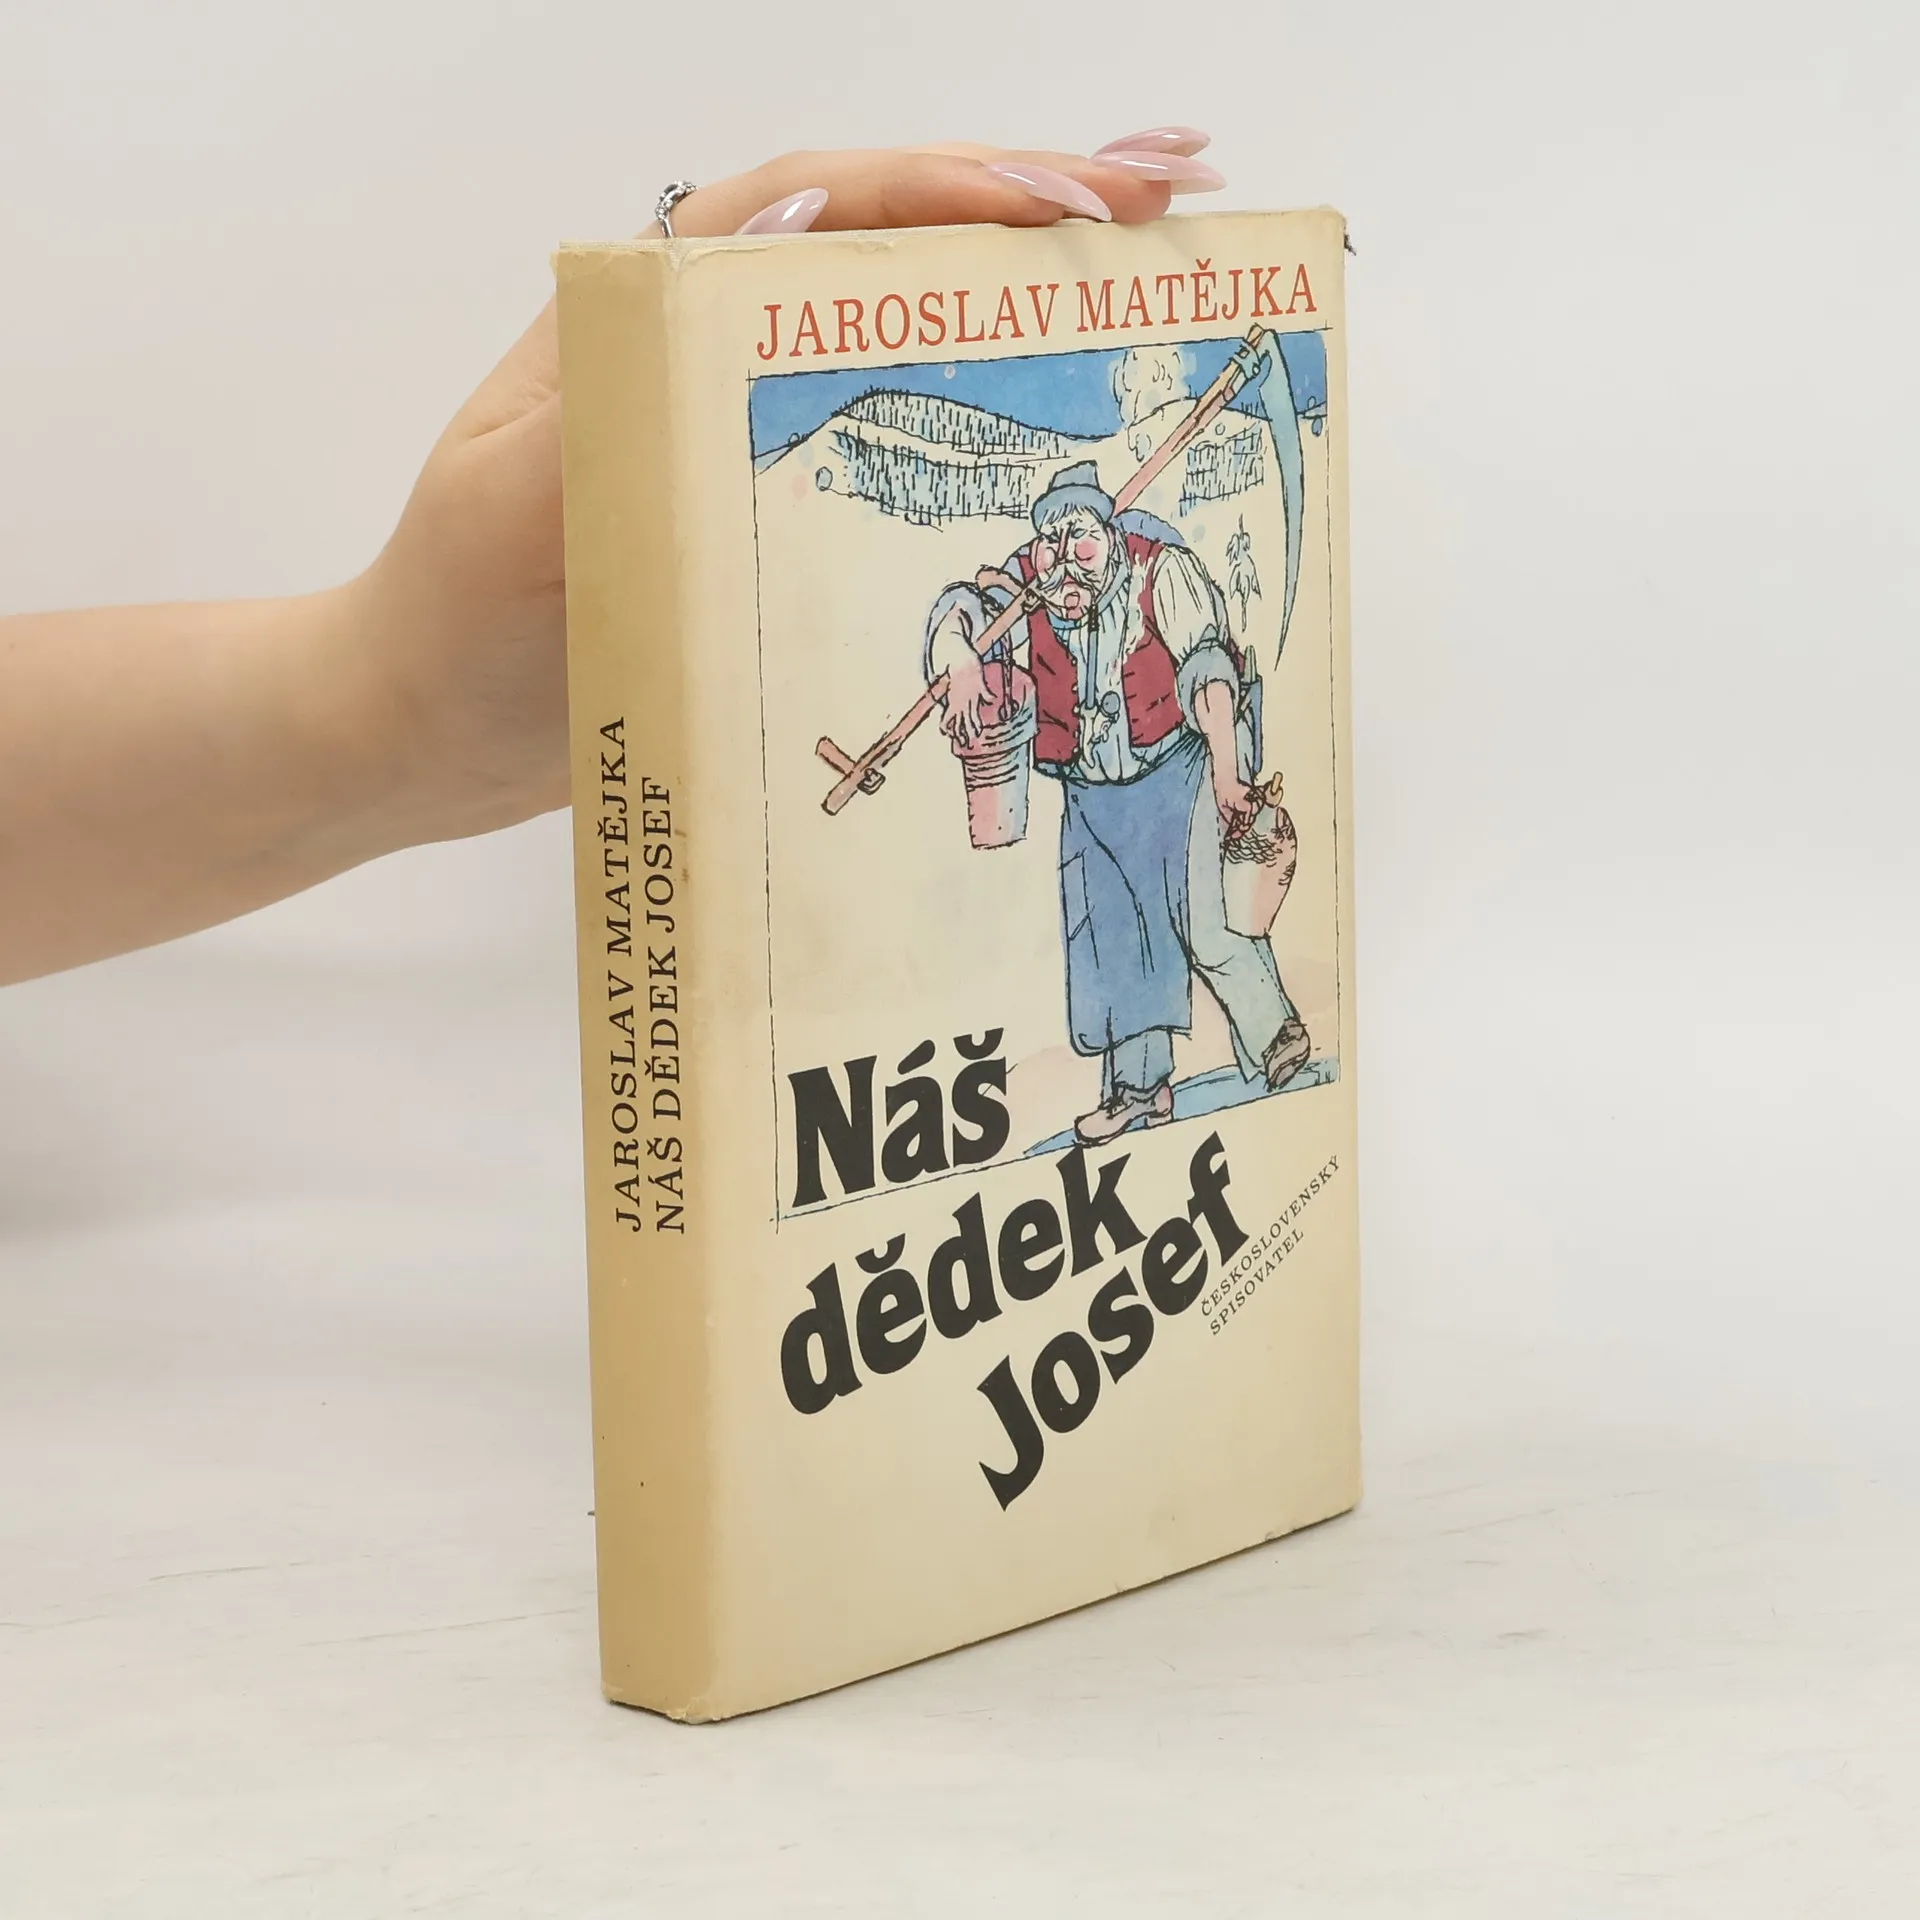 JAROSLAV MATĚJKA
NÁŠ DĚDEK JOSEF
JAROSLAV MATĚJKA
Náš
dědek
Josef
ČESKOSLOVENSKÝ
SPISOVATEL